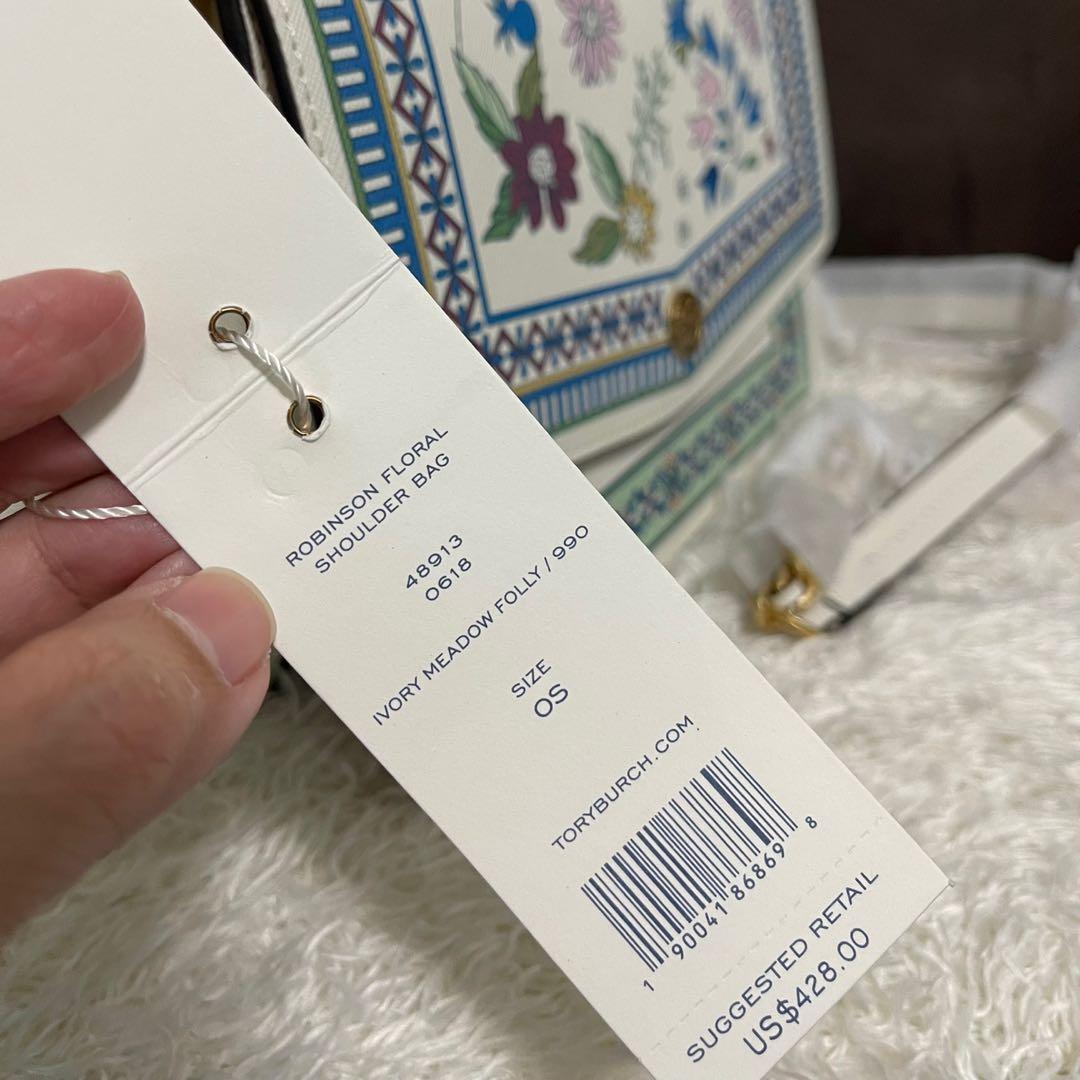 ROBINSON FLORAL
SHOULDER BAG
48913
0618
IVORY MEADOW FOLLY / 990
SIZE
OS
TORYBURCH.COM
1 90041 86869 8
SUGGESTED RETAIL
US$428.00